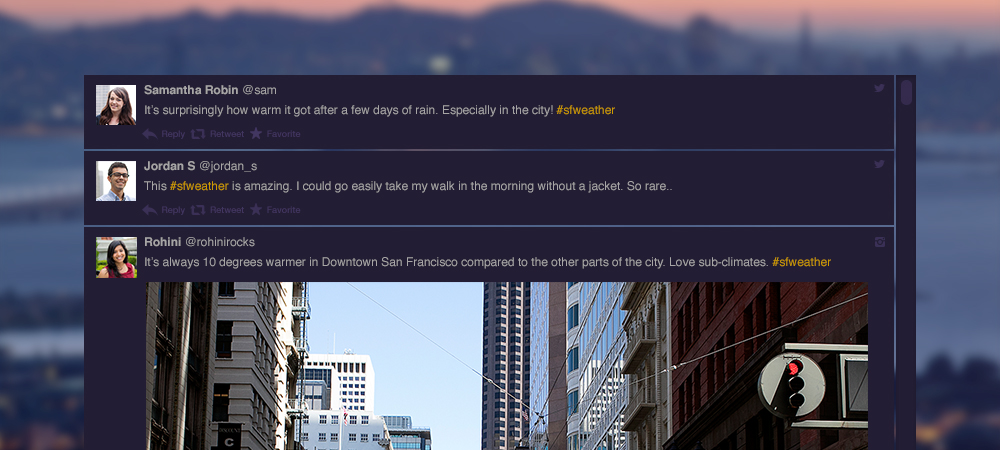 Samantha Robin @sam
It's surprisingly how warm it got after a few days of rain. Especially in the city! #sfweather
Reply Retweet Favorite
Jordan S @jordan_s
This #sfweather is amazing. I could go easily take my walk in the morning without a jacket. So rare..
Reply Retweet Favorite
Rohini @rohinirocks
It's always 10 degrees warmer in Downtown San Francisco compared to the other parts of the city. Love sub-climates. #sfweather
C